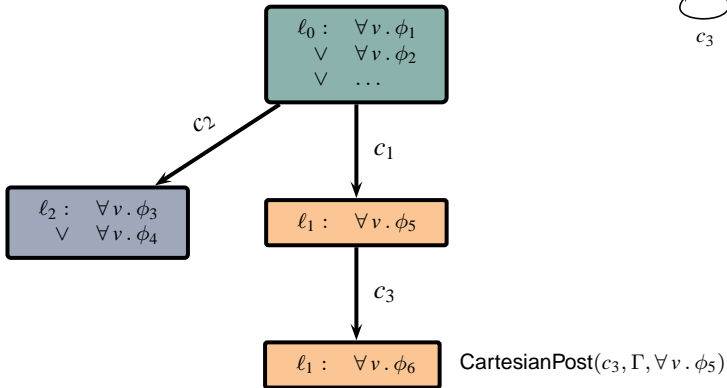 ℓ₀ : ∀ v . ϕ₁
∨ ∀ v . ϕ₂
∨ …
c₃
c₂
c₁
ℓ₂ : ∀ v . ϕ₃
∨ ∀ v . ϕ₄
ℓ₁ : ∀ v . ϕ₅
c₃
ℓ₁ : ∀ v . ϕ₆
CartesianPost(c₃, Γ, ∀ v . ϕ₅)